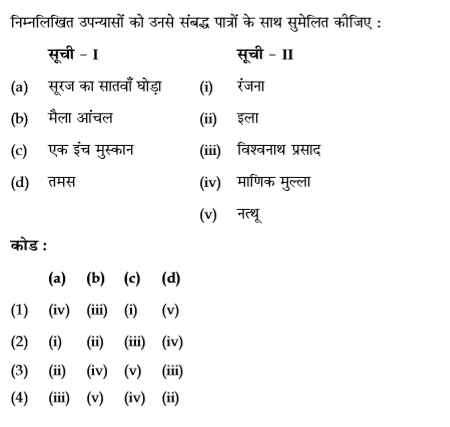 निम्नलिखित उपन्यासों को उनसे संबद्ध पात्रों के साथ सुमेलित कीजिए :
सूची – I सूची – II
(a) सूरज का सातवाँ घोड़ा (i) रंजना
(b) मैला आंचल (ii) इला
(c) एक इंच मुस्कान (iii) विश्वनाथ प्रसाद
(d) तमस (iv) माणिक मुल्ला
(v) नत्थू
कोड :
(a) (b) (c) (d)
(1) (iv) (iii) (i) (v)
(2) (i) (ii) (iii) (iv)
(3) (ii) (iv) (v) (iii)
(4) (iii) (v) (iv) (ii)